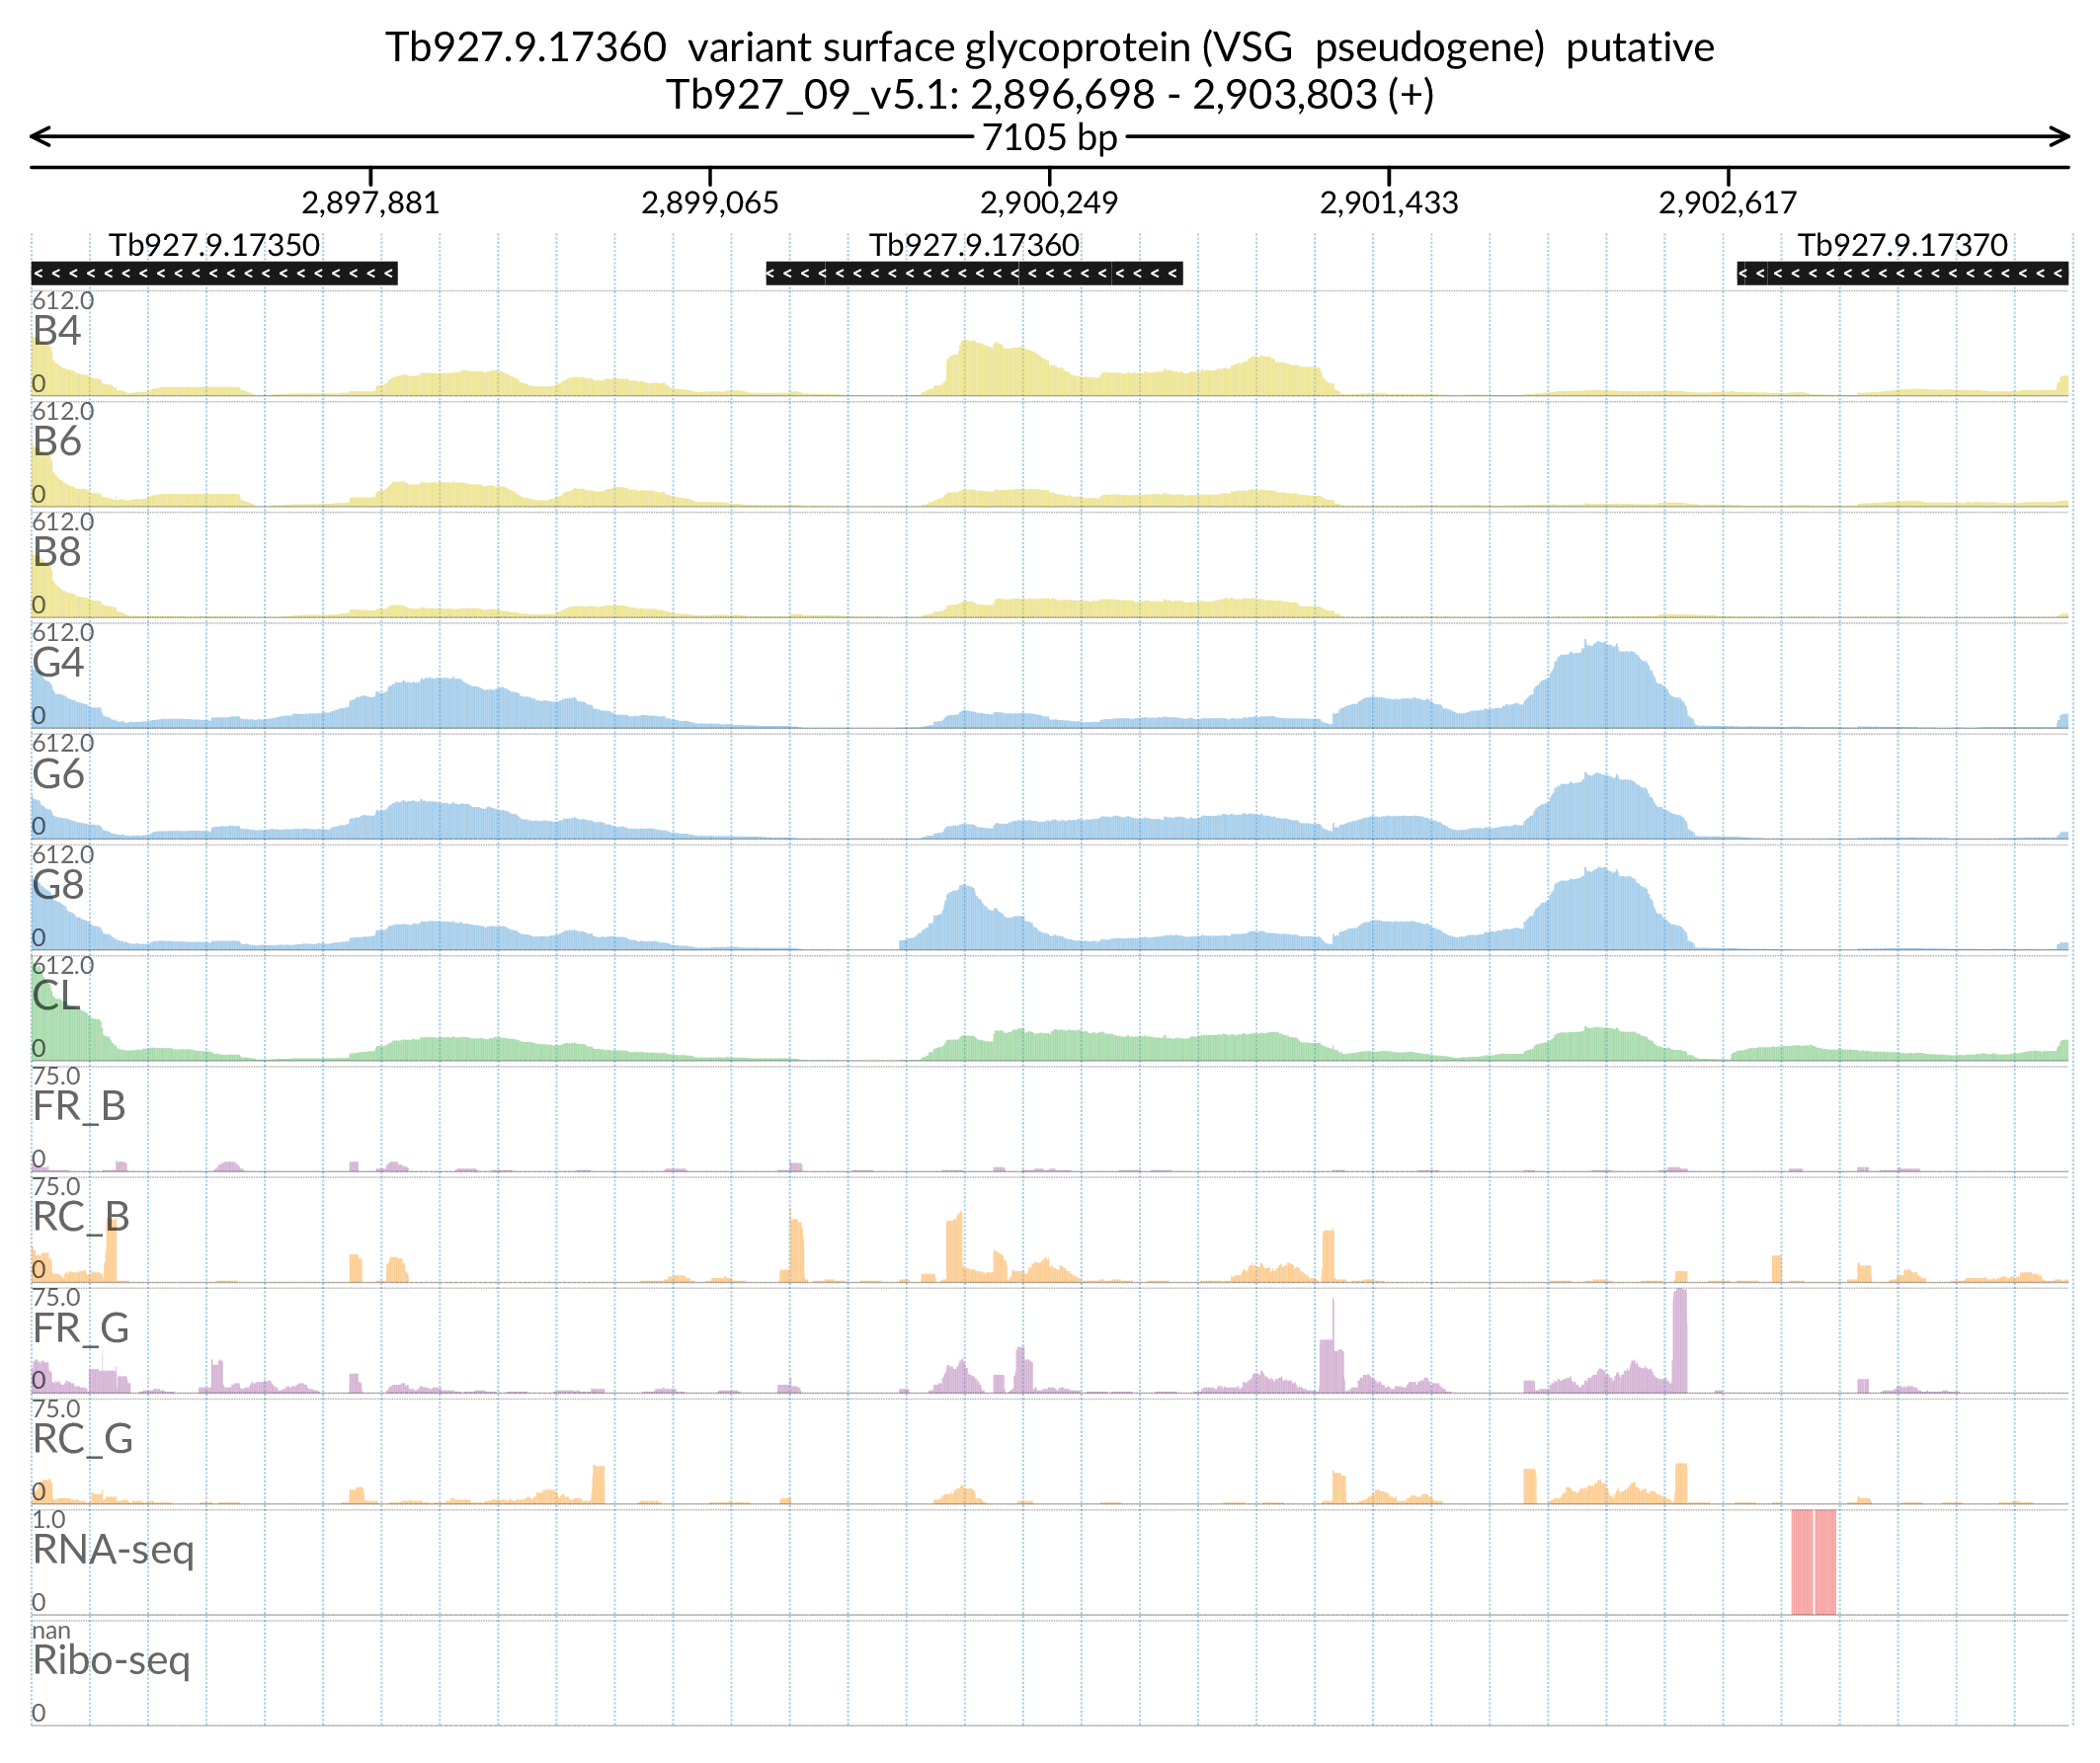 Tb927.9.17360  variant surface glycoprotein (VSG  pseudogene)  putative
Tb927_09_v5.1: 2,896,698 - 2,903,803 (+)
7105 bp
2,897,881 2,899,065 2,900,249 2,901,433 2,902,617
Tb927.9.17350 Tb927.9.17360 Tb927.9.17370
612.0
B4
0
612.0
B6
0
612.0
B8
0
612.0
G4
0
612.0
G6
0
612.0
G8
0
612.0
CL
0
75.0
FR_B
0
75.0
RC_B
0
75.0
FR_G
0
75.0
RC_G
0
1.0
RNA-seq
0
nan
Ribo-seq
0